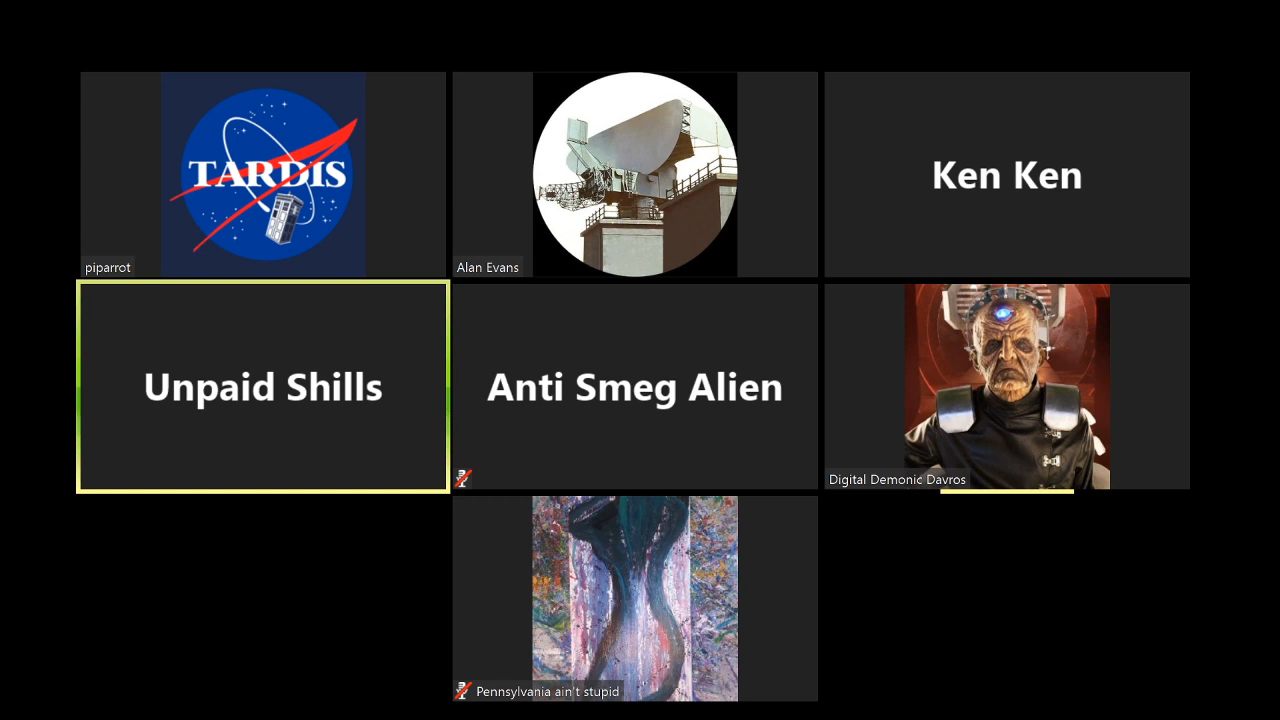 TARDIS
piparrot
Alan Evans
Ken Ken
Unpaid Shills
Anti Smeg Alien
Digital Demonic Davros
Pennsylvania ain't stupid